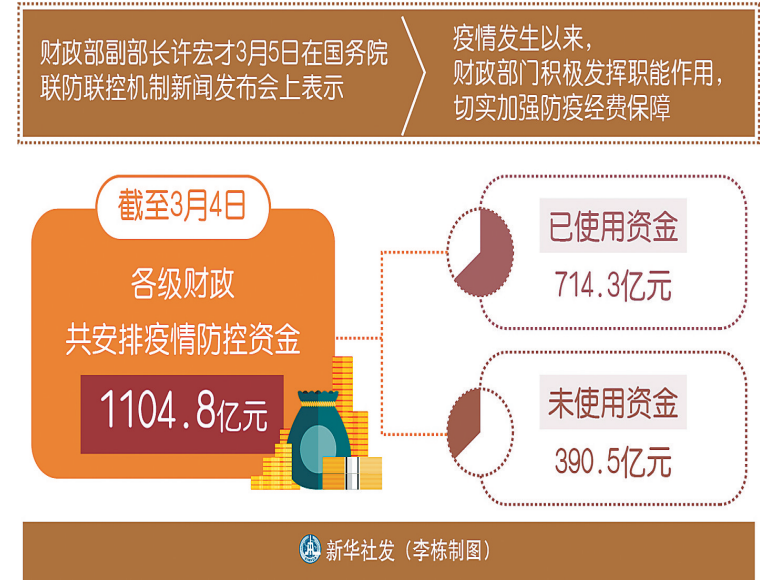 财政部副部长许宏才3月5日在国务院
联防联控机制新闻发布会上表示
疫情发生以来，
财政部门积极发挥职能作用，
切实加强防疫经费保障
截至3月4日
各级财政
共安排疫情防控资金
1104.8亿元
已使用资金
714.3亿元
未使用资金
390.5亿元
新华社发（李栋制图）